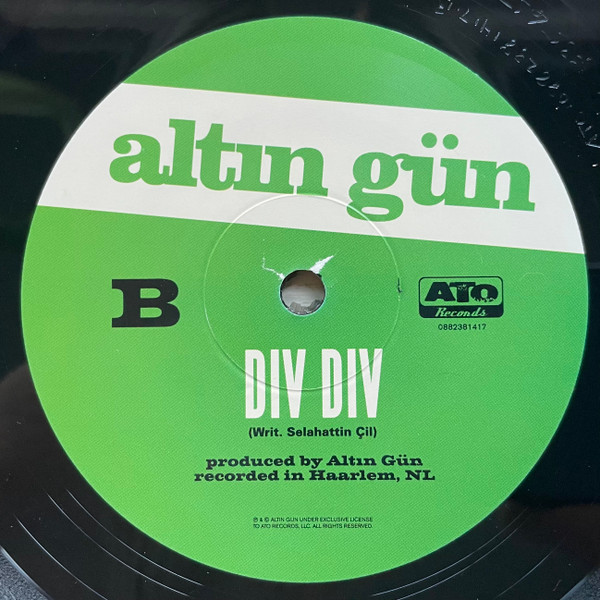 altın gün
B
ATO
Records
0882381417
DIV DIV
(Writ. Selahattin Çil)
produced by Altın Gün
recorded in Haarlem, NL
℗ & © ALTIN GUN UNDER EXCLUSIVE LICENSE
TO ATO RECORDS, LLC. ALL RIGHTS RESERVED.